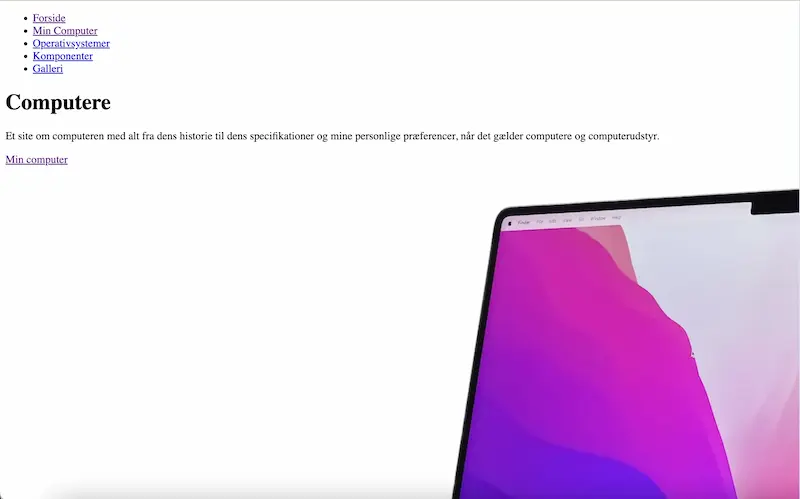 Forside
Min Computer
Operativsystemer
Komponenter
Galleri
Computere
Et site om computeren med alt fra dens historie til dens specifikationer og mine personlige præferencer, når det gælder computere og computerudstyr.
Min computer
Finder File Edit View Go Window Help